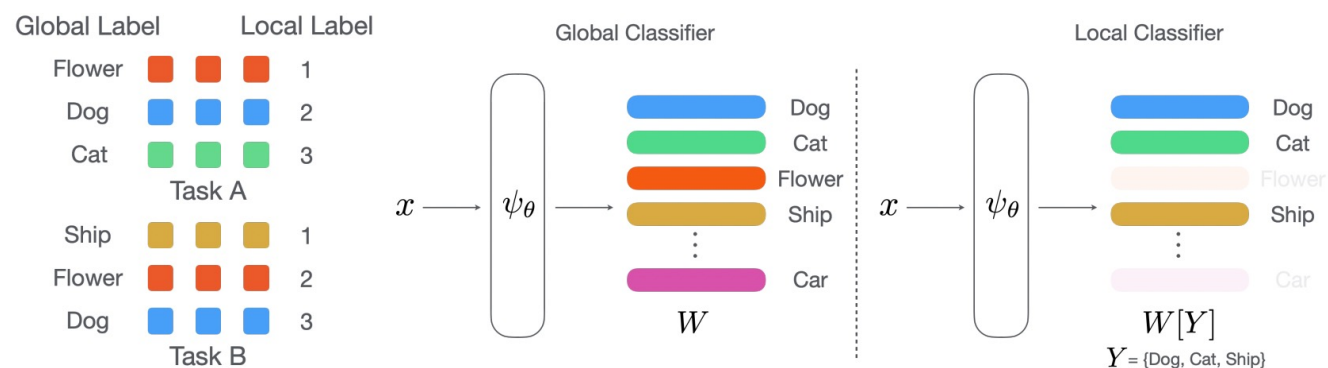 Global Label Local Label
Flower 1
Dog 2
Cat 3
Task A
Ship 1
Flower 2
Dog 3
Task B
Global Classifier
x
ψθ
Dog
Cat
Flower
Ship
Car
W
Local Classifier
x
ψθ
Dog
Cat
Flower
Ship
Car
W[Y]
Y = {Dog, Cat, Ship}